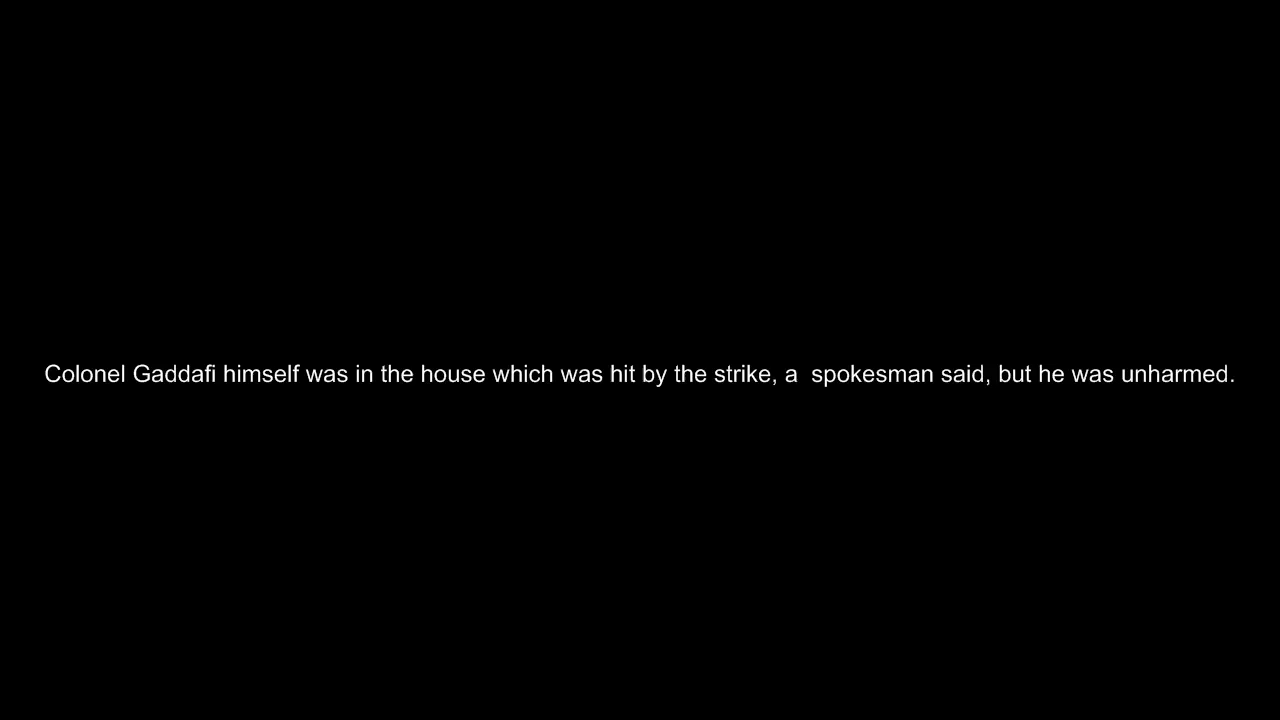 Colonel Gaddafi himself was in the house which was hit by the strike, a  spokesman said, but he was unharmed.